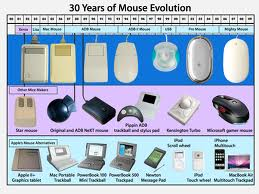 30 Years of Mouse Evolution
Xerox Lisa Mac Mouse ADB Mouse ADB-II Mouse USB Pro Mouse Mighty Mouse
Other Mice Makers
Star mouse
Original and ADB NeXT mouse
Pippin ADB
trackball and stylus pad
Kensington Turbo
Microsoft gamer mouse
Apple's Mouse Alternatives
Apple II+
Graphics tablet
Mac Portable
Trackball
PowerBook 100
Mini Trackball
PowerBook 500
Trackpad
Newton
Message Pad
iPod
Scroll wheel
iPod
Touch wheel
iPhone
Multitouch
MacBook Air
Multitouch Trackpad